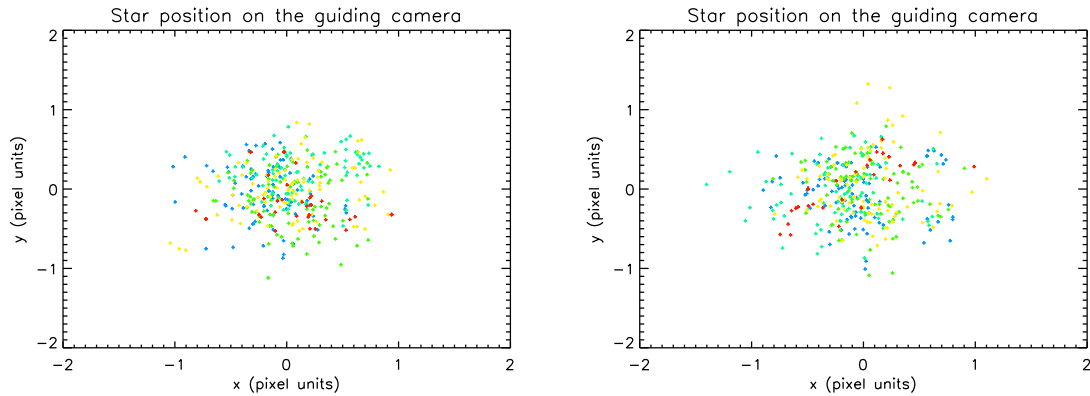 Star position on the guiding camera
2
1
0
−1
−2
y (pixel units)
−2 −1 0 1 2
x (pixel units)
Star position on the guiding camera
2
1
0
−1
−2
y (pixel units)
−2 −1 0 1 2
x (pixel units)